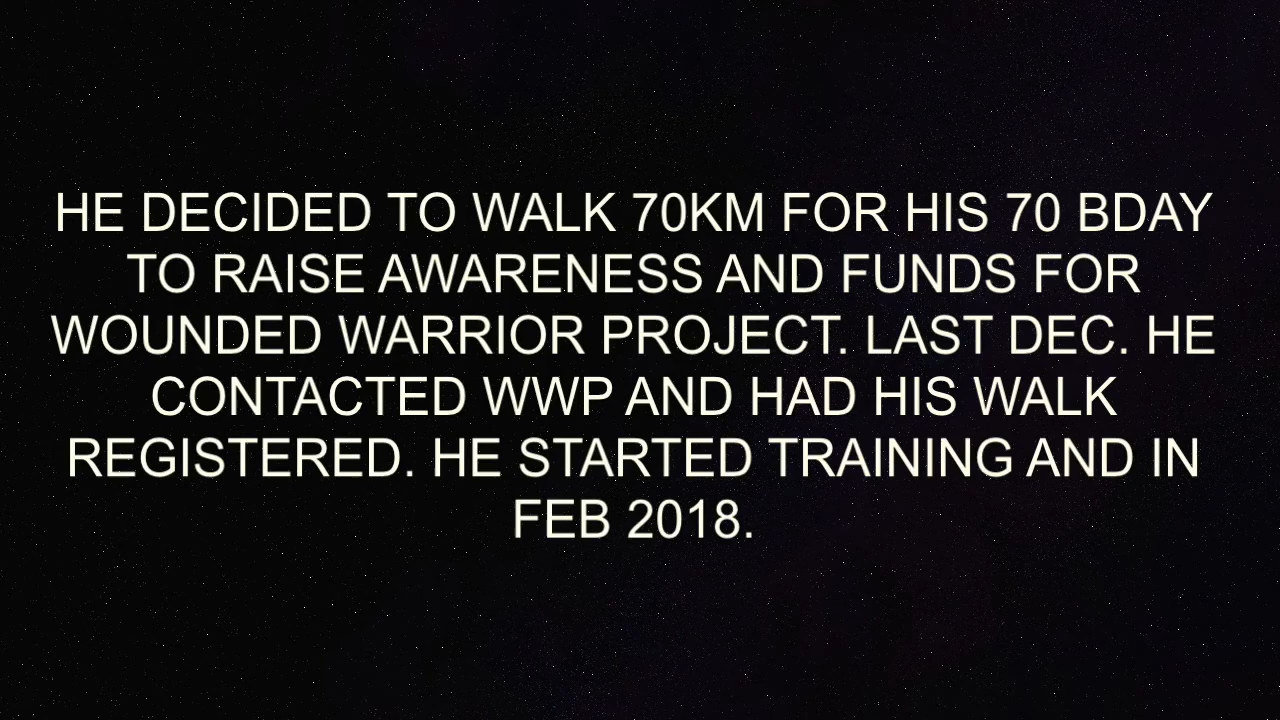 HE DECIDED TO WALK 70KM FOR HIS 70 BDAY
TO RAISE AWARENESS AND FUNDS FOR
WOUNDED WARRIOR PROJECT. LAST DEC. HE
CONTACTED WWP AND HAD HIS WALK
REGISTERED. HE STARTED TRAINING AND IN
FEB 2018.